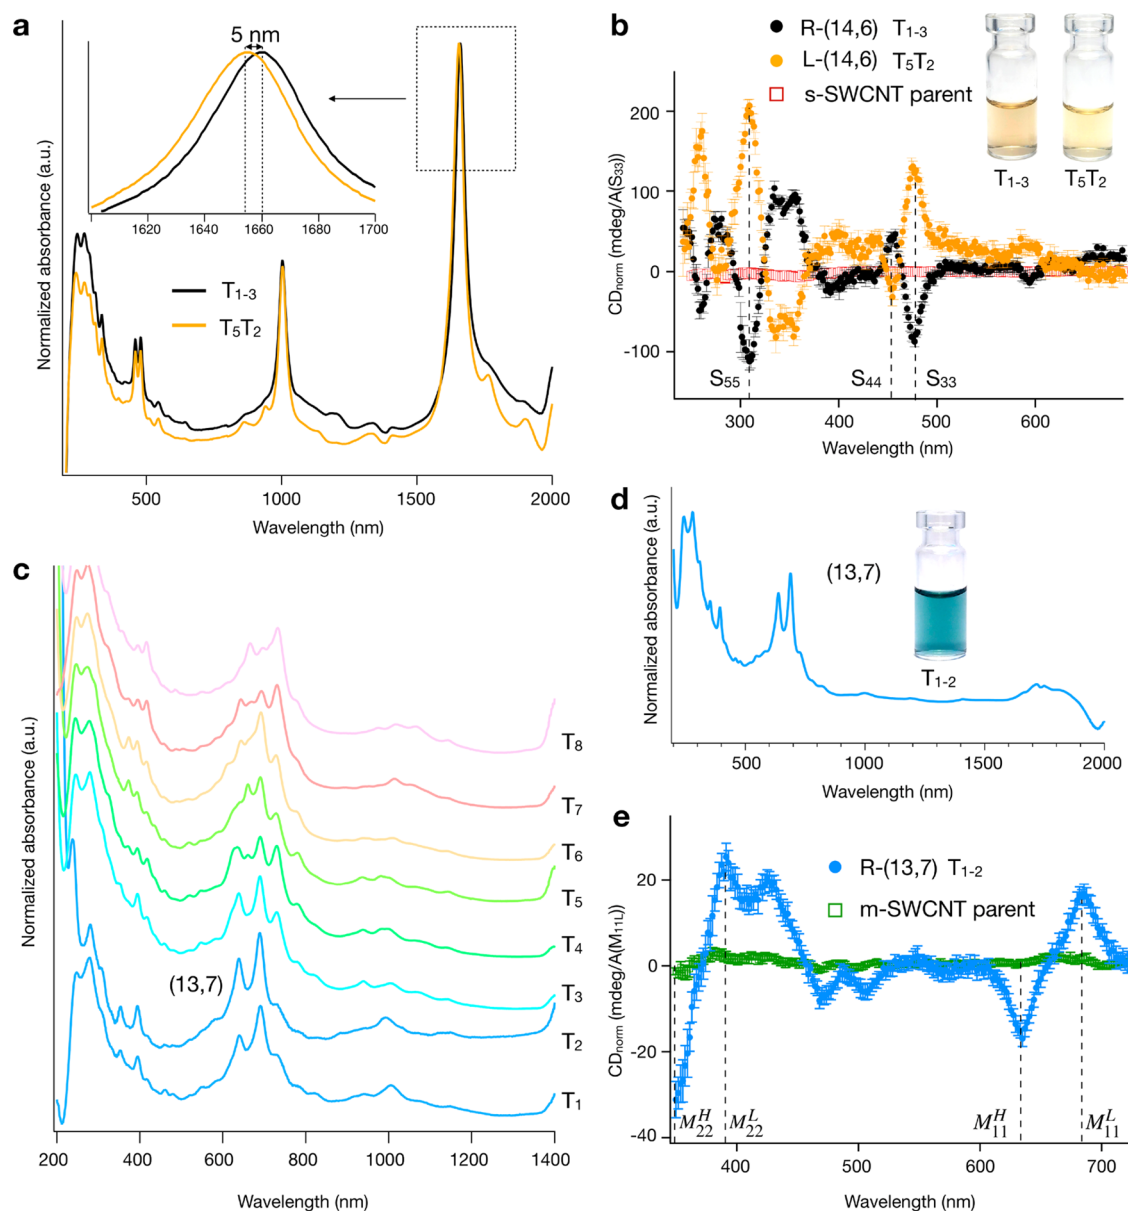 a
5 nm
1620
1640
1660
1680
1700
T1-3
T5T2
Normalized absorbance (a.u.)
500
1000
1500
2000
Wavelength (nm)
b
R-(14,6) T1-3
L-(14,6) T5T2
s-SWCNT parent
T1-3
T5T2
CDnorm (mdeg/A(S33))
200
100
0
-100
S55
S44
S33
300
400
500
600
Wavelength (nm)
c
Normalized absorbance (a.u.)
T8
T7
T6
T5
T4
T3
(13,7)
T2
T1
200
400
600
800
1000
1200
1400
Wavelength (nm)
d
Normalized absorbance (a.u.)
(13,7)
T1-2
500
1000
1500
2000
Wavelength (nm)
e
R-(13,7) T1-2
m-SWCNT parent
CDnorm (mdeg/A(M11L))
20
0
-20
-40
M22^H
M22^L
M11^H
M11^L
400
500
600
700
Wavelength (nm)